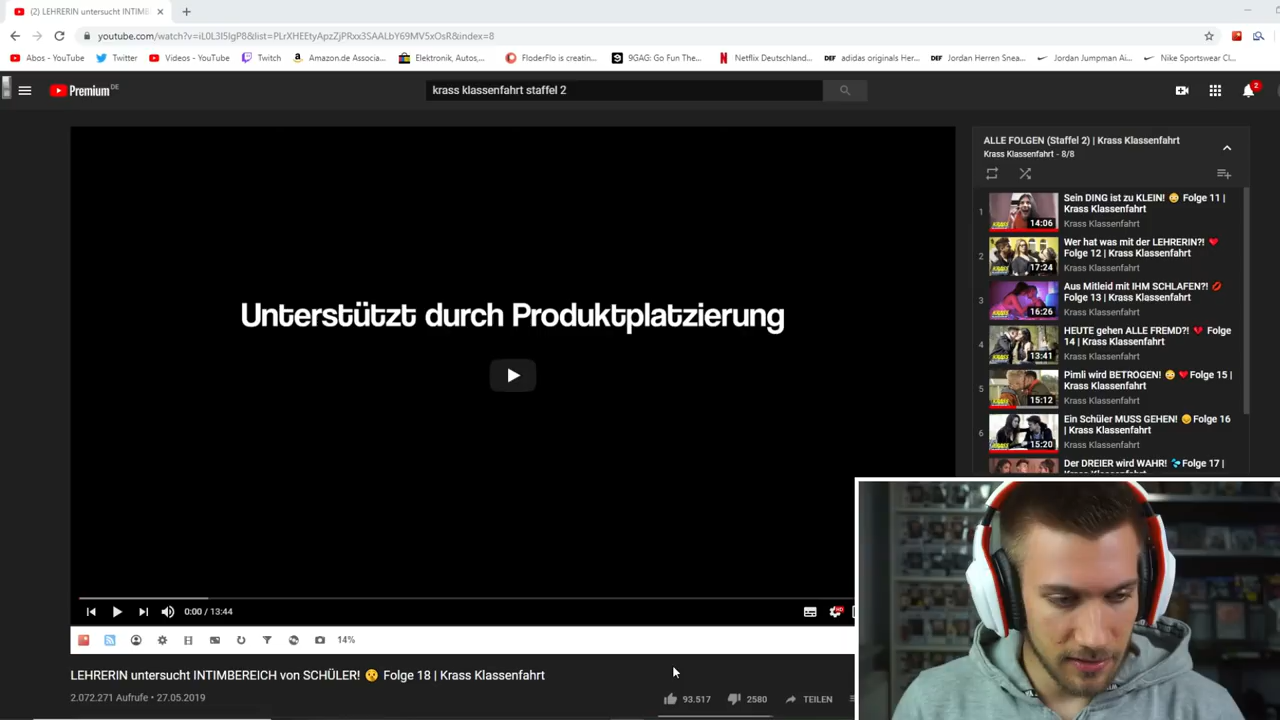 (2) LEHRERIN untersucht INTIMB
youtube.com/watch?v=iL0L3I5IgP8&list=PLrXHEEtyApzZjPRxx3SAALbY69MV5xOsR&index=8
Abos - YouTube
Twitter
Videos - YouTube
Twitch
Amazon.de Associa...
Elektronik, Autos,...
FloderFlo is creatin...
9GAG: Go Fun The...
Netflix Deutschland...
adidas originals Her...
Jordan Herren Snea...
Jordan Jumpman Ai...
Nike Sportswear Cl...
Premium DE
krass klassenfahrt staffel 2
2
Unterstützt durch Produktplatzierung
0:00 / 13:44
HD
14%
LEHRERIN untersucht INTIMBEREICH von SCHÜLER! 😟 Folge 18 | Krass Klassenfahrt
2.072.271 Aufrufe • 27.05.2019
93.517
2580
TEILEN
ALLE FOLGEN (Staffel 2) | Krass Klassenfahrt
Krass Klassenfahrt - 8/8
1
14:06
Sein DING ist zu KLEIN! 😳 Folge 11 |
Krass Klassenfahrt
Krass Klassenfahrt
2
17:24
Wer hat was mit der LEHRERIN?! ❤️
Folge 12 | Krass Klassenfahrt
Krass Klassenfahrt
3
16:26
Aus Mitleid mit IHM SCHLAFEN?! 💋
Folge 13 | Krass Klassenfahrt
Krass Klassenfahrt
4
13:41
HEUTE gehen ALLE FREMD?! 💔 Folge
14 | Krass Klassenfahrt
Krass Klassenfahrt
5
15:12
Pimli wird BETROGEN! 😳 💔Folge 15 |
Krass Klassenfahrt
Krass Klassenfahrt
6
15:20
Ein Schüler MUSS GEHEN! 😞Folge 16
| Krass Klassenfahrt
Krass Klassenfahrt
Der DREIER wird WAHR! 💦Folge 17 |
Krass Klassenfahrt